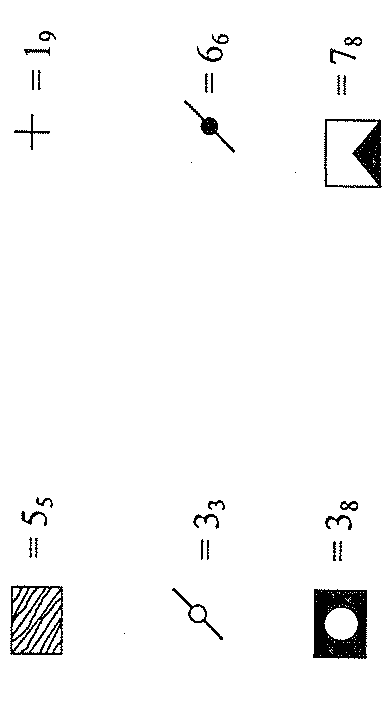 = 5₅ + = 1₉
= 3₃ = 6₆
= 3₈ = 7₈